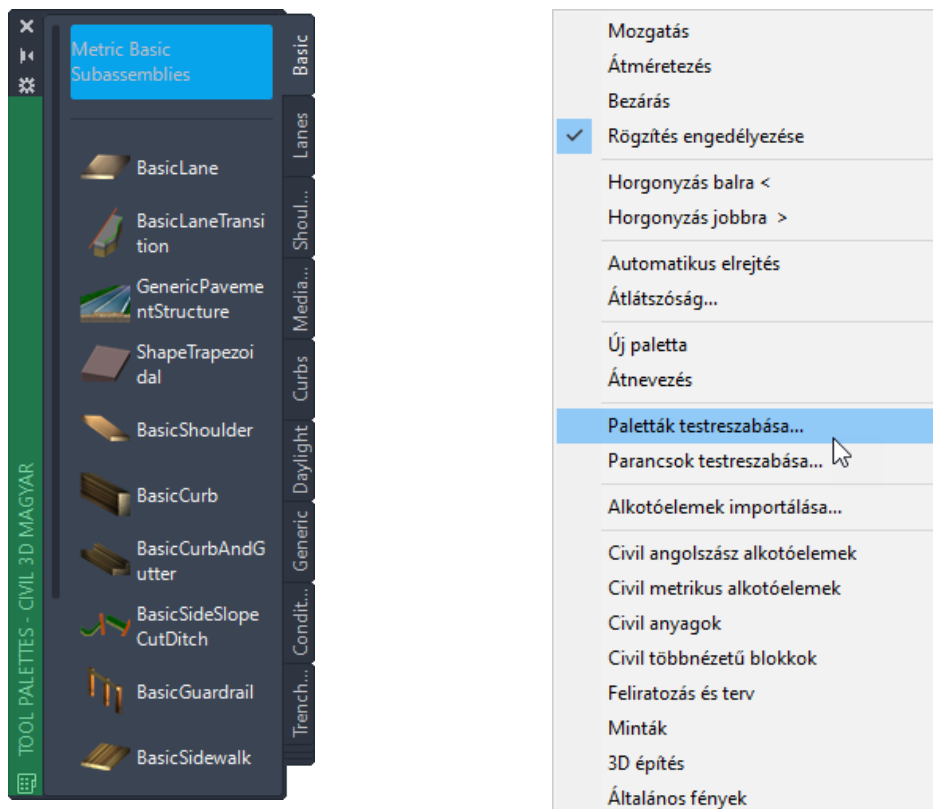 Metric Basic
Subassemblies
BasicLane
BasicLaneTransi
tion
GenericPaveme
ntStructure
ShapeTrapezoi
dal
BasicShoulder
BasicCurb
BasicCurbAndG
utter
BasicSideSlope
CutDitch
BasicGuardrail
BasicSidewalk
Basic
Lanes
Shoul...
Media...
Curbs
Daylight
Generic
Condit...
Trench...
TOOL PALETTES - CIVIL 3D MAGYAR
Mozgatás
Átméretezés
Bezárás
Rögzítés engedélyezése
Horgonyzás balra <
Horgonyzás jobbra >
Automatikus elrejtés
Átlátszóság...
Új paletta
Átnevezés
Paletták testreszabása...
Parancsok testreszabása...
Alkotóelemek importálása...
Civil angolszász alkotóelemek
Civil metrikus alkotóelemek
Civil anyagok
Civil többnézetű blokkok
Feliratozás és terv
Minták
3D építés
Általános fények